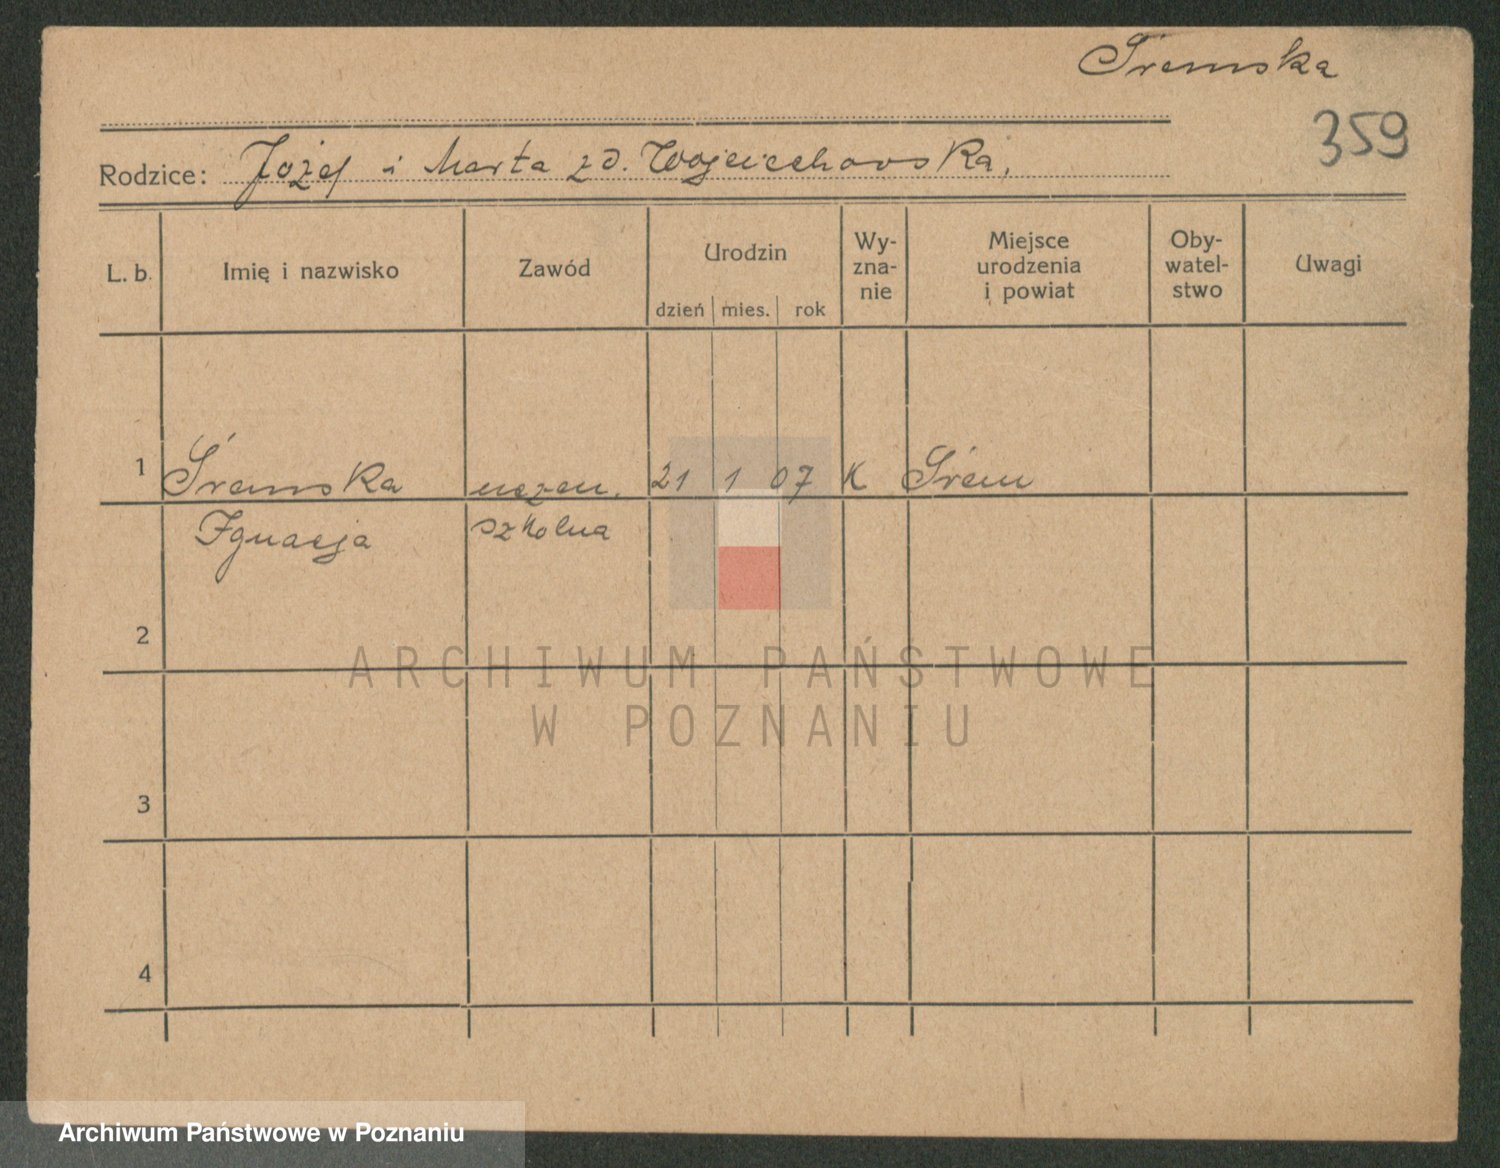 Śremska
359
Rodzice: Józef i Marta zd. Wojciechowska,
L. b. Imię i nazwisko Zawód Urodzin dzień mies. rok Wy-zna-nie Miejsce urodzenia i powiat Oby-watel-stwo Uwagi
1 Śremska uczen. 21 1 07 K Śrem
Ignacja szkolna
2
3
4
ARCHIWUM PAŃSTWOWE
W POZNANIU
Archiwum Państwowe w Poznaniu